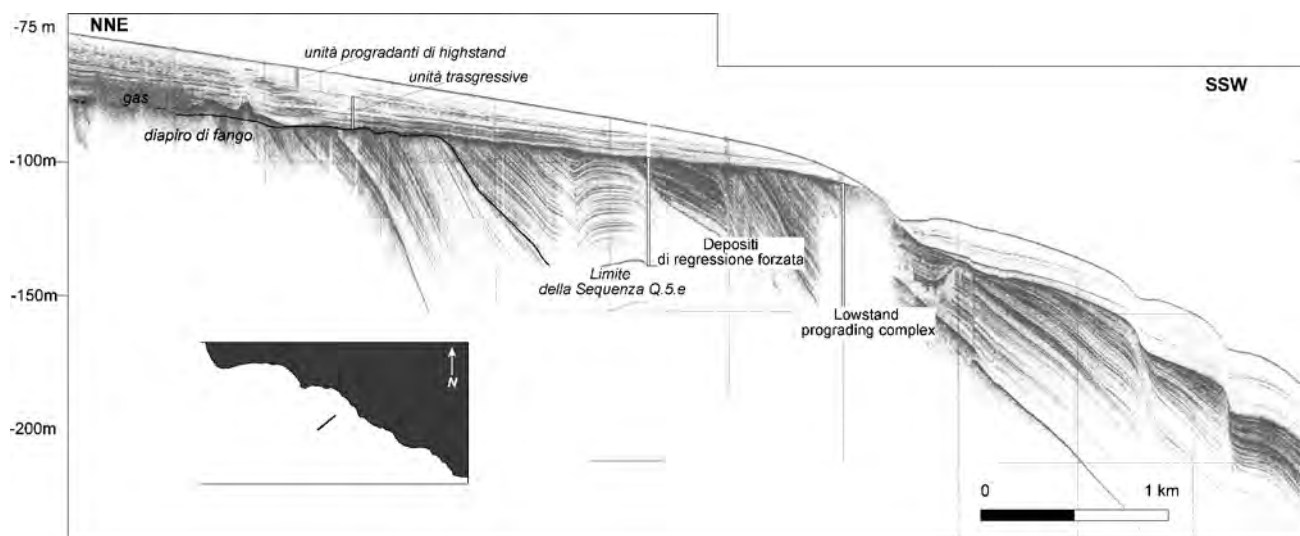 -75 m
NNE
SSW
unità progradanti di highstand
unità trasgressive
gas
diapiro di fango
-100m
Depositi
di regressione forzata
Limite
della Sequenza Q.5.e
-150m
Lowstand
prograding complex
N
-200m
0 1 km